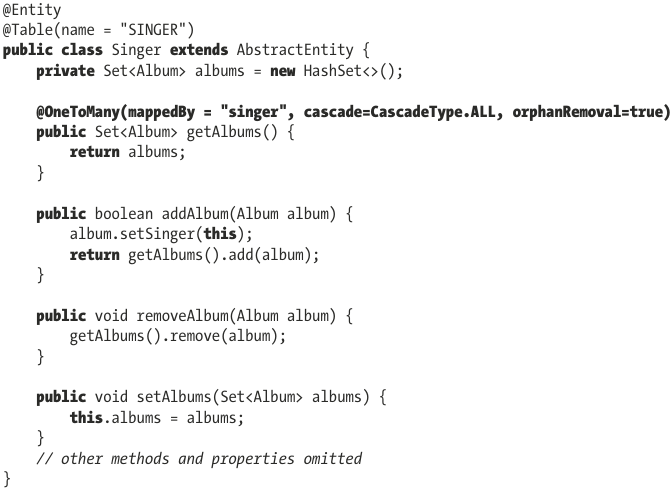 @Entity
@Table(name = "SINGER")
public class Singer extends AbstractEntity {
    private Set<Album> albums = new HashSet<>();

    @OneToMany(mappedBy = "singer", cascade=CascadeType.ALL, orphanRemoval=true)
    public Set<Album> getAlbums() {
        return albums;
    }

    public boolean addAlbum(Album album) {
        album.setSinger(this);
        return getAlbums().add(album);
    }

    public void removeAlbum(Album album) {
        getAlbums().remove(album);
    }

    public void setAlbums(Set<Album> albums) {
        this.albums = albums;
    }
    // other methods and properties omitted
}